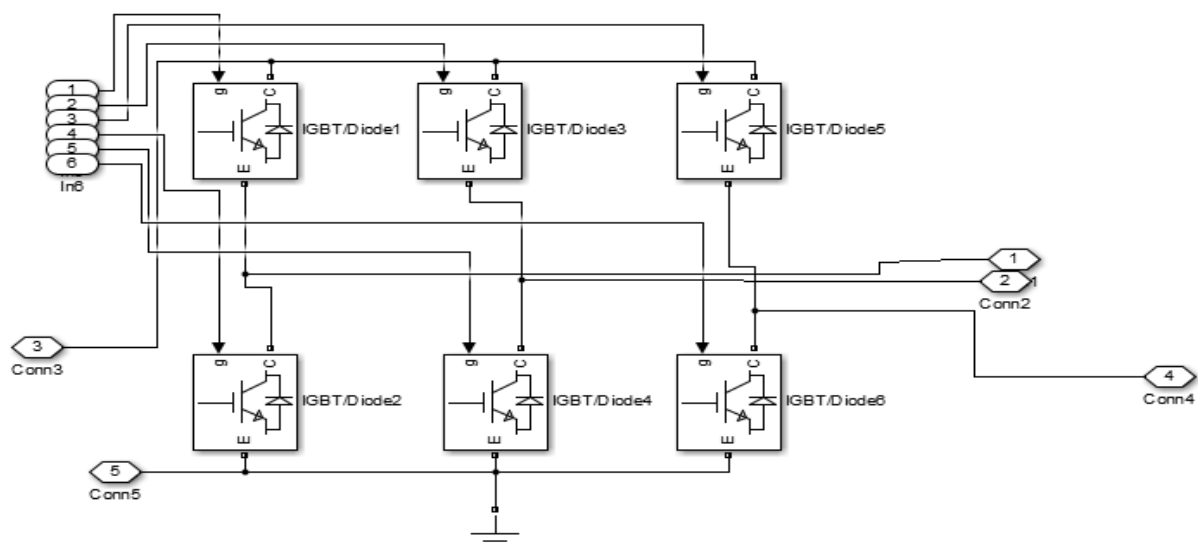 1
2
3
4
5
6
In6
g
C
E
IGBT/Diode1
g
C
E
IGBT/Diode3
g
C
E
IGBT/Diode5
1
2
1
Conn2
3
Conn3
g
C
E
IGBT/Diode2
g
C
E
IGBT/Diode4
g
C
E
IGBT/Diode6
4
Conn4
5
Conn5